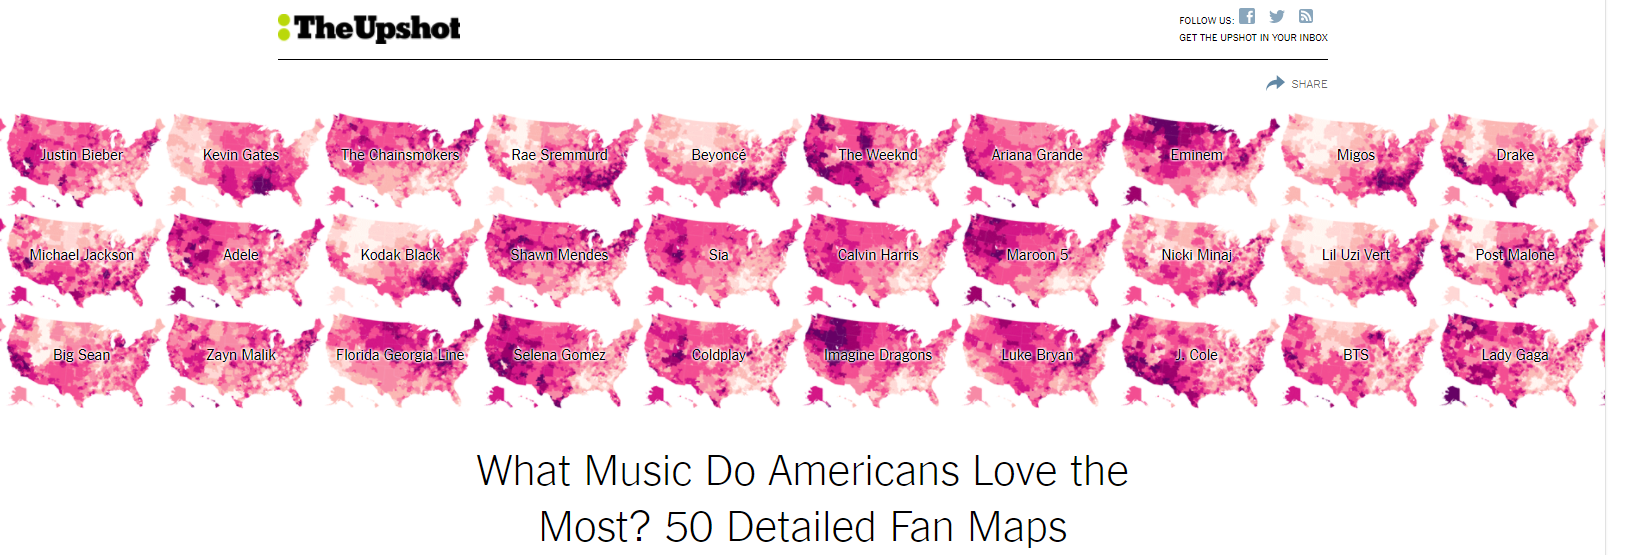 TheUpshot
FOLLOW US:
GET THE UPSHOT IN YOUR INBOX
SHARE
Justin Bieber
Kevin Gates
The Chainsmokers
Rae Sremmurd
Beyoncé
The Weeknd
Ariana Grande
Eminem
Migos
Drake
Michael Jackson
Adele
Kodak Black
Shawn Mendes
Sia
Calvin Harris
Maroon 5
Nicki Minaj
Lil Uzi Vert
Post Malone
Big Sean
Zayn Malik
Florida Georgia Line
Selena Gomez
Coldplay
Imagine Dragons
Luke Bryan
J. Cole
BTS
Lady Gaga
What Music Do Americans Love the
Most? 50 Detailed Fan Maps